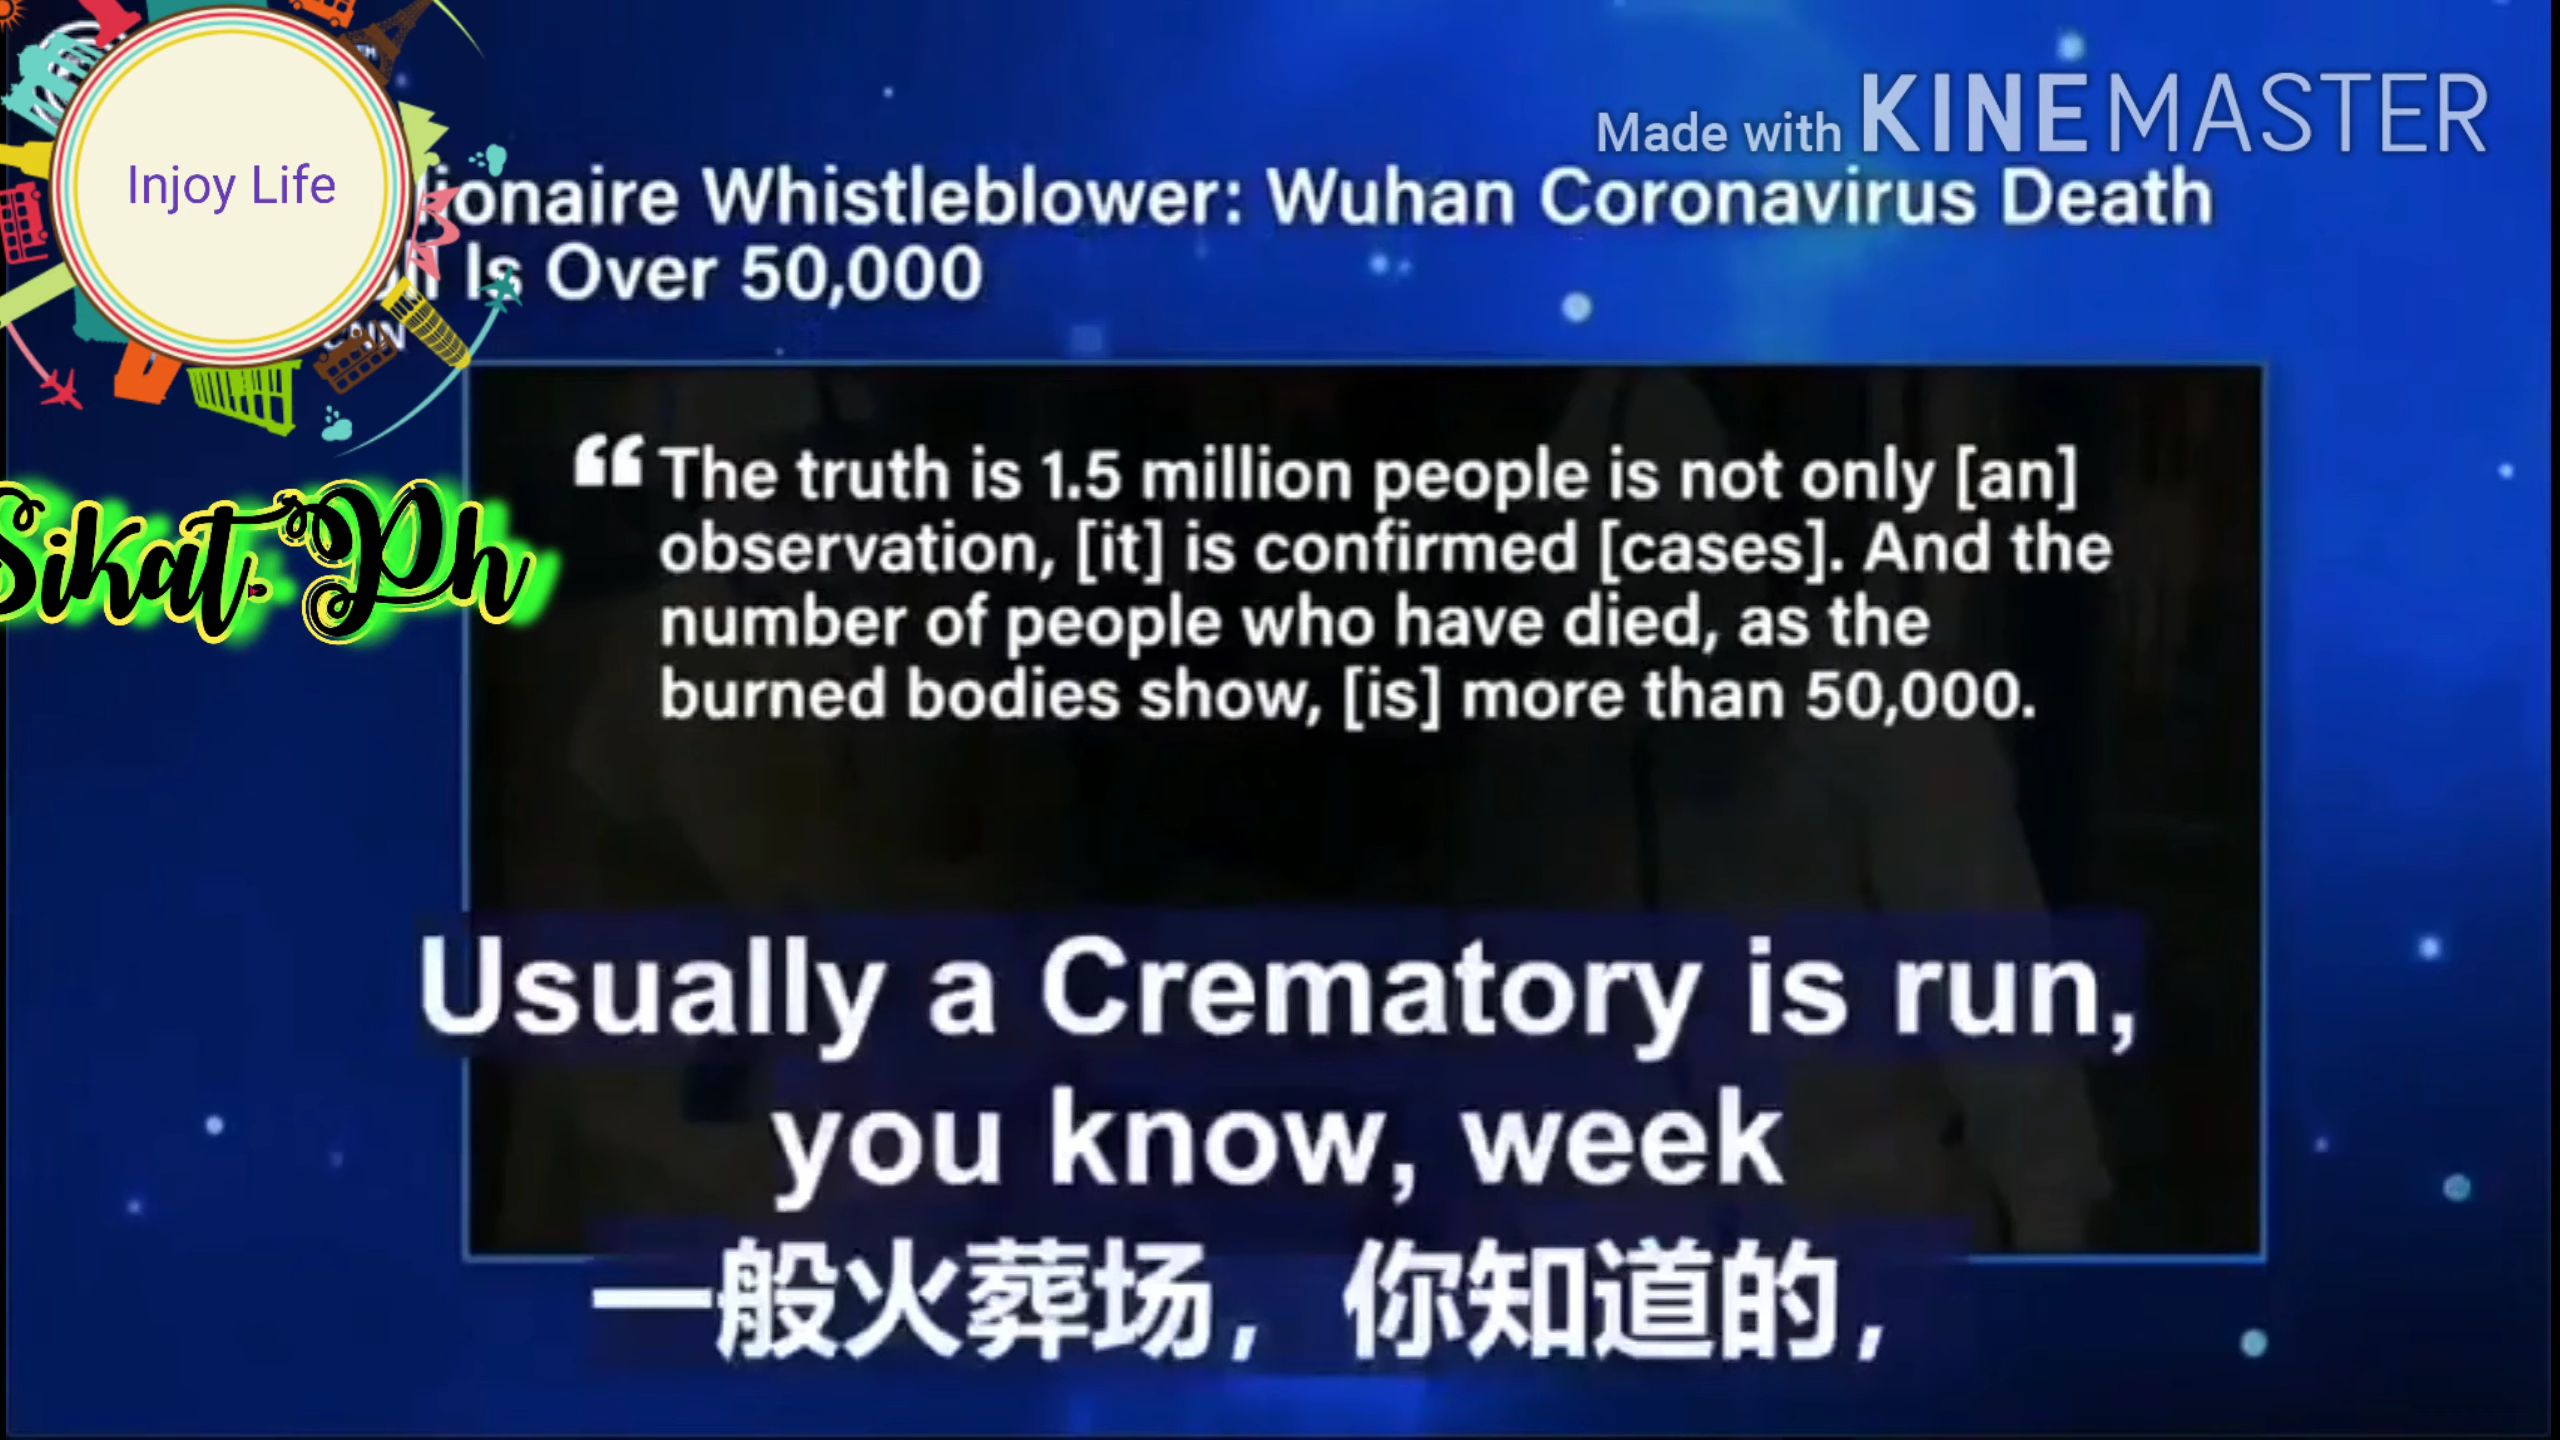 Made with KINEMASTER
Injoy Life
Whistleblower: Wuhan Coronavirus Death
Is Over 50,000
Sikat. Ph
“The truth is 1.5 million people is not only [an]
observation, [it] is confirmed [cases]. And the
number of people who have died, as the
burned bodies show, [is] more than 50,000.
Usually a Crematory is run,
you know, week
一般火葬场，你知道的，